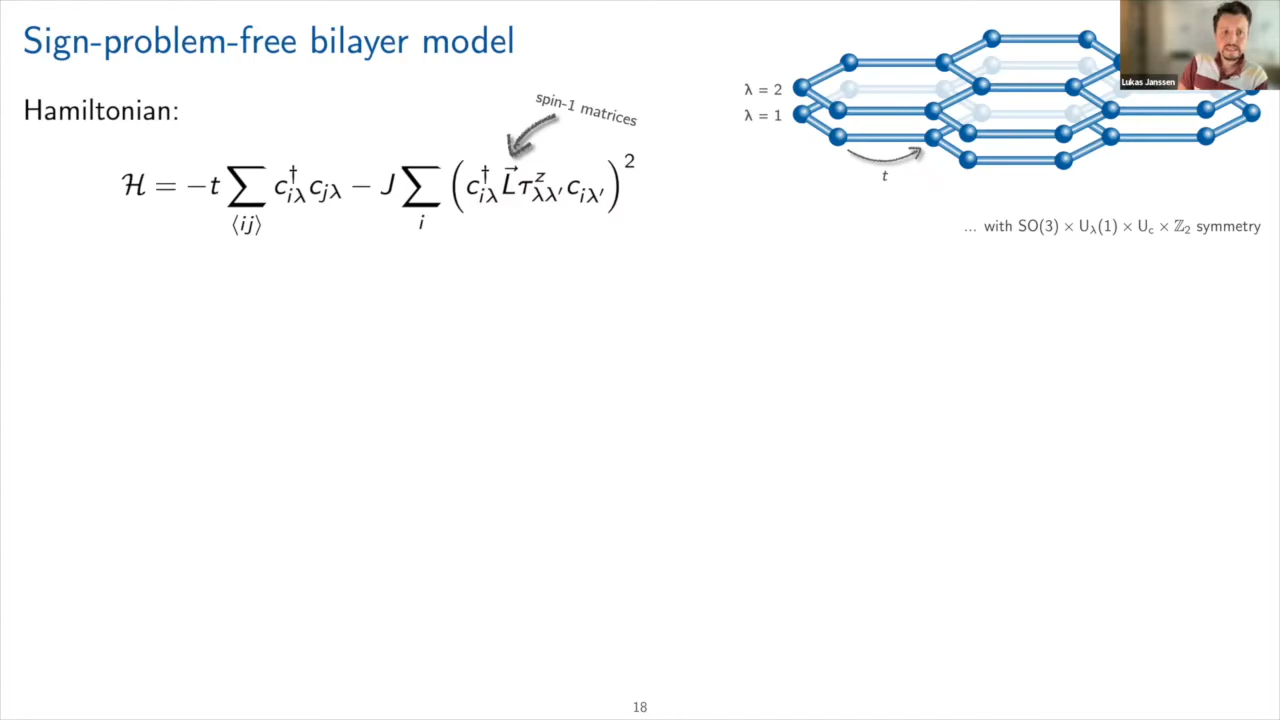 Sign-problem-free bilayer model
Lukas Janssen
λ = 2
λ = 1
t
Hamiltonian:
spin-1 matrices
ℋ = −t ∑⟨ij⟩ c†iλ cjλ − J ∑i (c†iλ L⃗ τ^z_λλ′ ciλ′)²
... with SO(3) × Uλ(1) × Uc × ℤ₂ symmetry
18